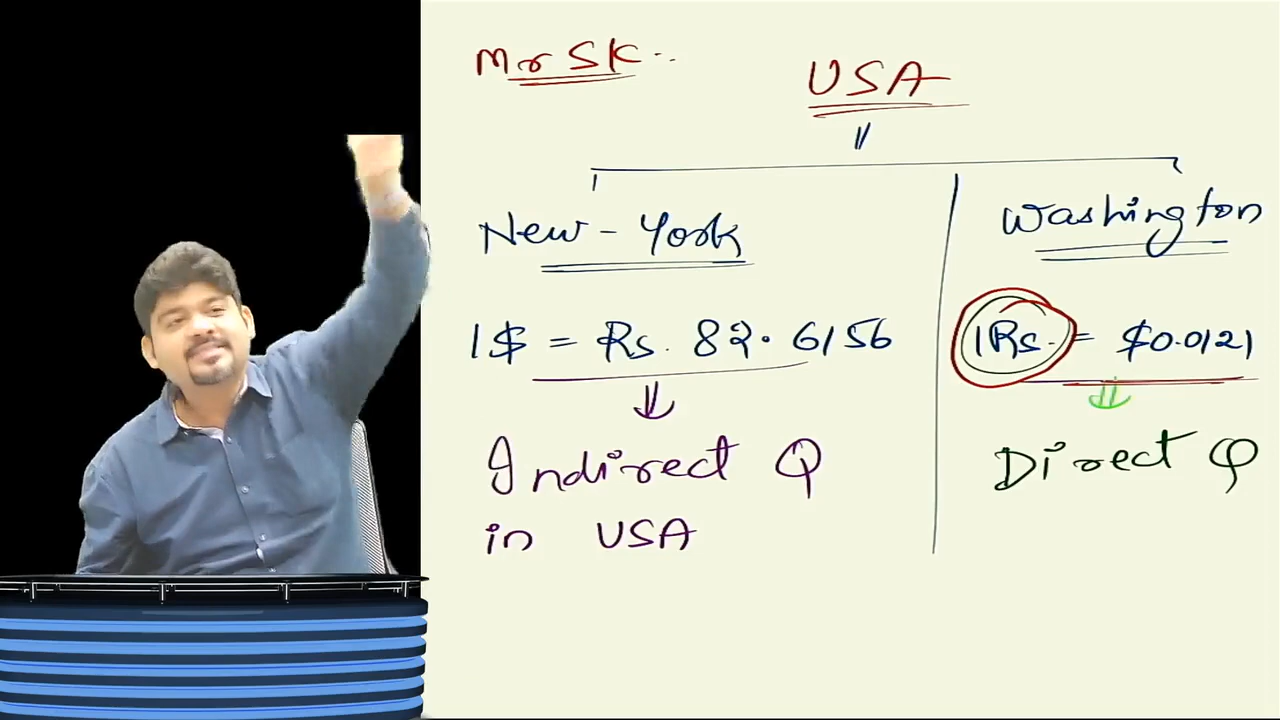 Mr SK..
USA
New-York
Washington
1$ = Rs. 82.6156
1Rs. = $0.0121
Indirect Q
in USA
Direct Q